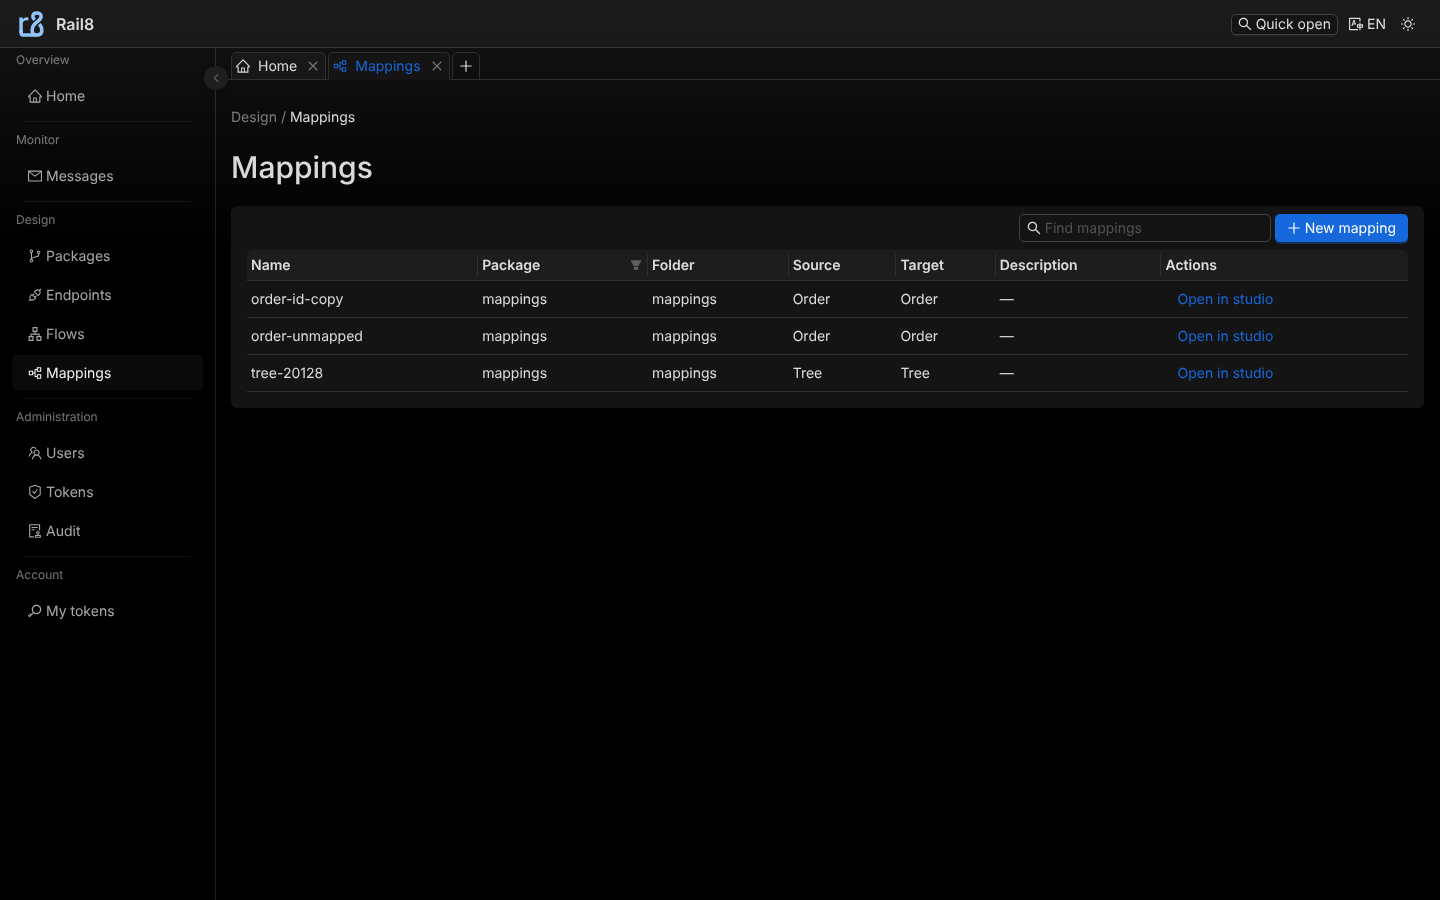 r8 Rail8
Quick open
EN
Overview
Home
Monitor
Messages
Design
Packages
Endpoints
Flows
Mappings
Administration
Users
Tokens
Audit
Account
My tokens
Home
Mappings
Design / Mappings
Mappings
Find mappings
New mapping
Name Package Folder Source Target Description Actions
order-id-copy mappings mappings Order Order — Open in studio
order-unmapped mappings mappings Order Order — Open in studio
tree-20128 mappings mappings Tree Tree — Open in studio